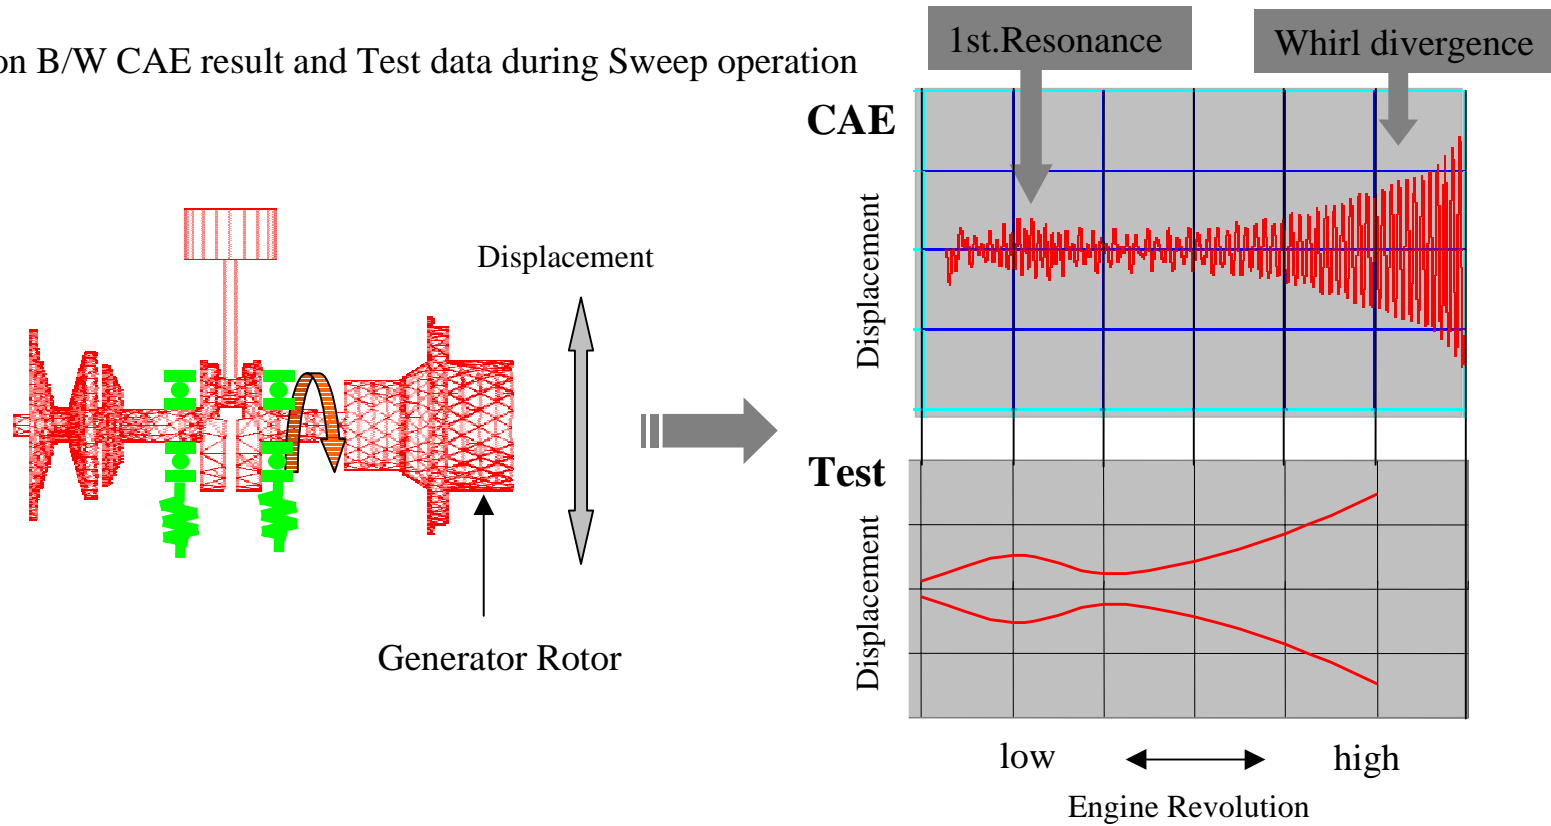 on B/W CAE result and Test data during Sweep operation
1st.Resonance
Whirl divergence
CAE
Displacement
Displacement
Generator Rotor
Test
Displacement
low
high
Engine Revolution